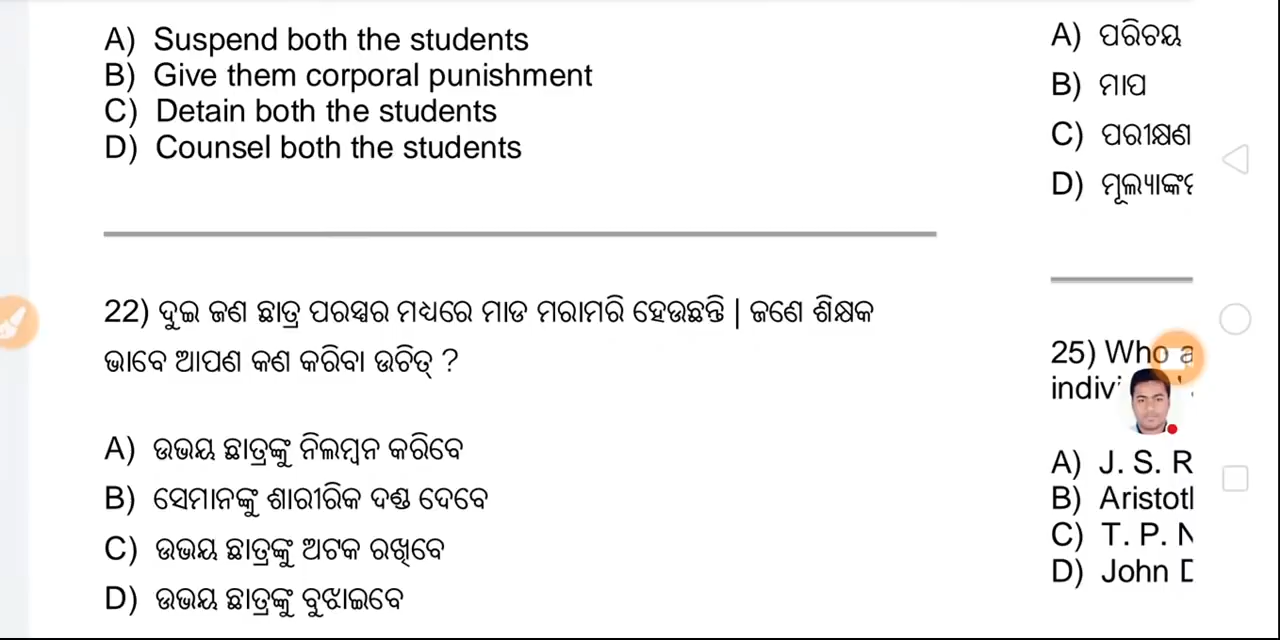 A) Suspend both the students
B) Give them corporal punishment
C) Detain both the students
D) Counsel both the students
22) ଦୁଇ ଜଣ ଛାତ୍ର ପରସ୍ପର ମଧ୍ୟରେ ମାଡ ମରାମରି ହେଉଛନ୍ତି | ଜଣେ ଶିକ୍ଷକ
ଭାବେ ଆପଣ କଣ କରିବା ଉଚିତ୍ ?
A) ଉଭୟ ଛାତ୍ରଙ୍କୁ ନିଲମ୍ବନ କରିବେ
B) ସେମାନଙ୍କୁ ଶାରୀରିକ ଦଣ୍ଡ ଦେବେ
C) ଉଭୟ ଛାତ୍ରଙ୍କୁ ଅଟକ ରଖିବେ
D) ଉଭୟ ଛାତ୍ରଙ୍କୁ ବୁଝାଇବେ
A) ପରିଚୟ
B) ମାପ
C) ପରୀକ୍ଷଣ
D)
25) Who
A) J. S. R
B)
C) T. P.
D) John